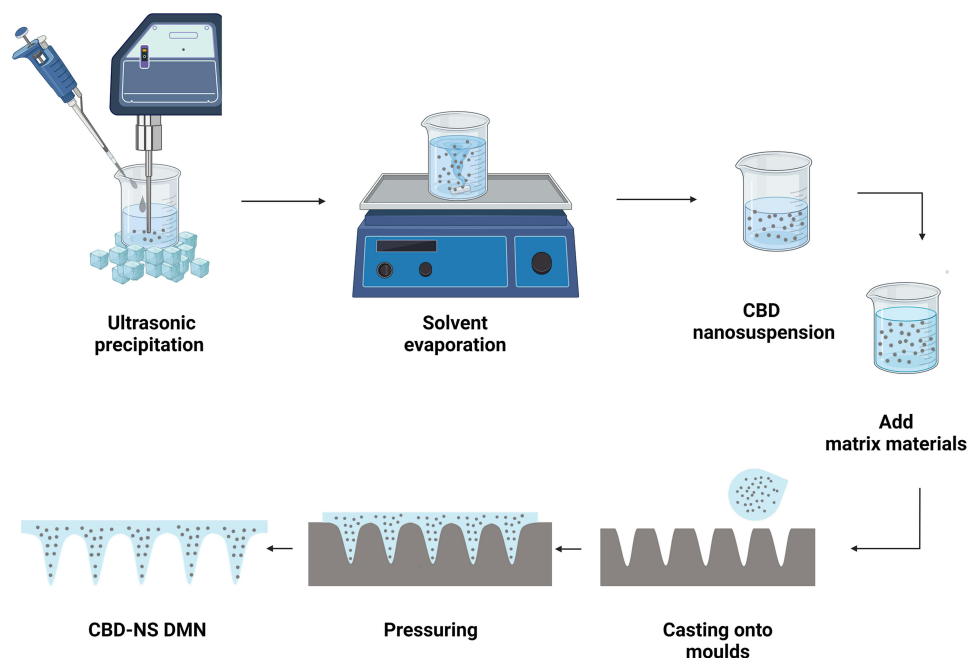 Ultrasonic
precipitation
Solvent
evaporation
CBD
nanosuspension
Add
matrix materials
CBD-NS DMN
Pressuring
Casting onto
moulds